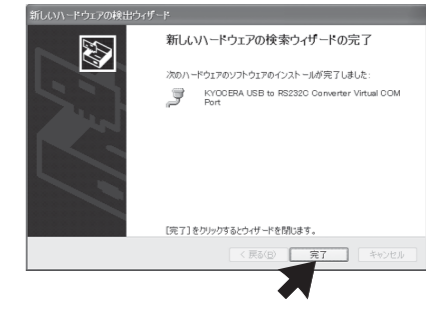 新しいハードウェアの検出ウィザード
新しいハードウェアの検索ウィザードの完了
次のハードウェアのソフトウェアのインストールが完了しました:
KYOCERA USB to RS232C Converter Virtual COM
Port
[完了]をクリックするとウィザードを閉じます。
< 戻る(B)
完了
キャンセル